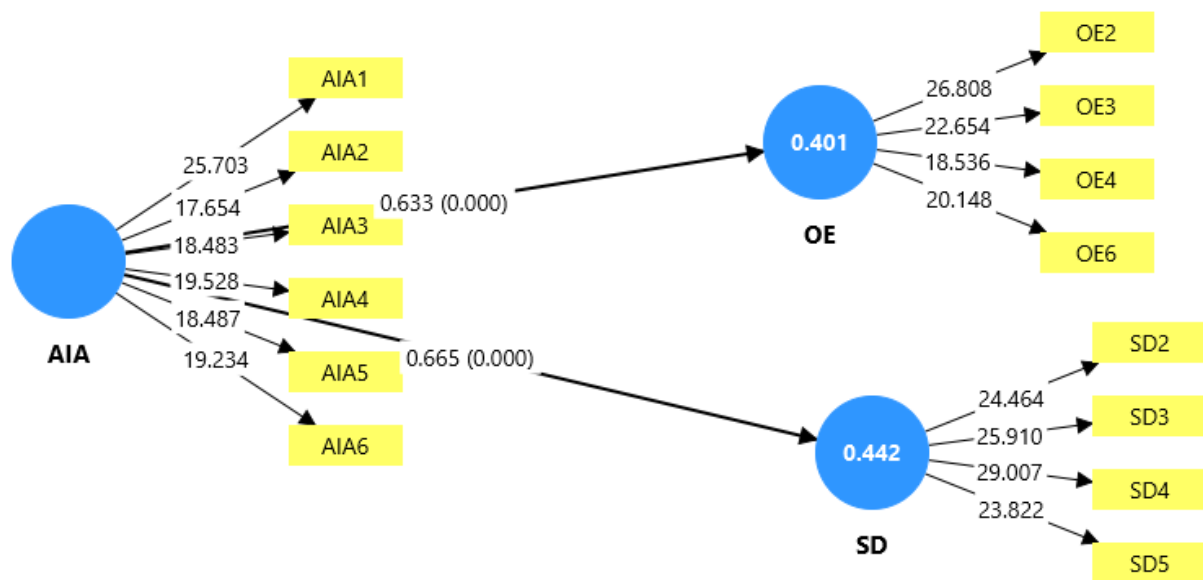 AIA
25.703
17.654
18.483
19.528
18.487
19.234
AIA1
AIA2
AIA3
AIA4
AIA5
AIA6
0.633 (0.000)
0.665 (0.000)
0.401
OE
26.808
22.654
18.536
20.148
OE2
OE3
OE4
OE6
0.442
SD
24.464
25.910
29.007
23.822
SD2
SD3
SD4
SD5